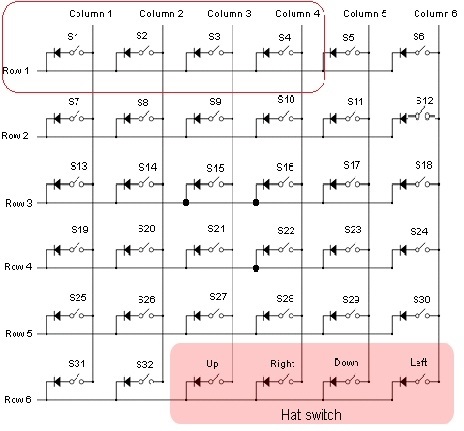 Column 1 Column 2 Column 3 Column 4 Column 5 Column 6
S1 S2 S3 S4 S5 S6
Row 1
S7 S8 S9 S10 S11 S12
Row 2
S13 S14 S15 S16 S17 S18
Row 3
S19 S20 S21 S22 S23 S24
Row 4
S25 S26 S27 S28 S29 S30
Row 5
S31 S32 Up Right Down Left
Row 6
Hat switch